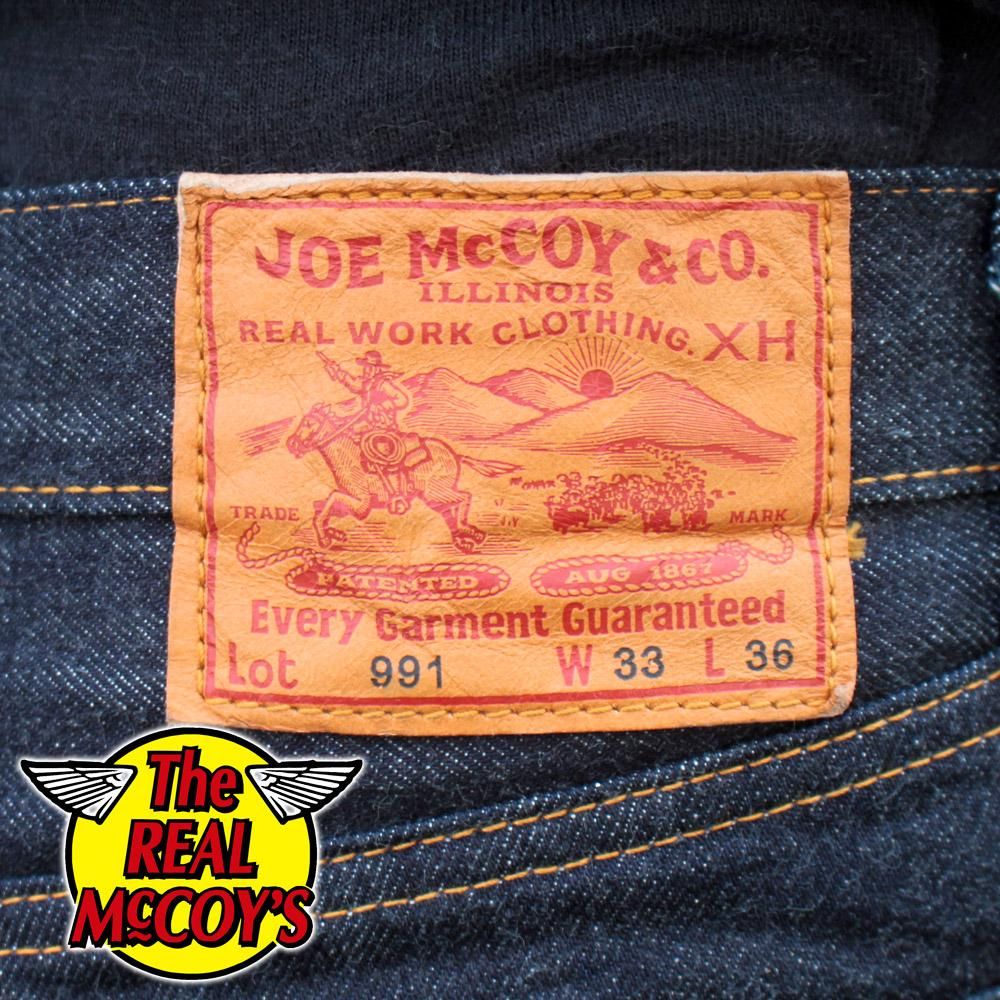 JOE McCOY & CO.
ILLINOIS
REAL WORK CLOTHING. XH
TRADE MARK
PATENTED AUG 1867
Every Garment Guaranteed
Lot 991 W 33 L 36
The
REAL
McCOY'S